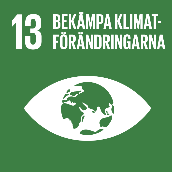 13 BEKÄMPA KLIMAT-
FÖRÄNDRINGARNA